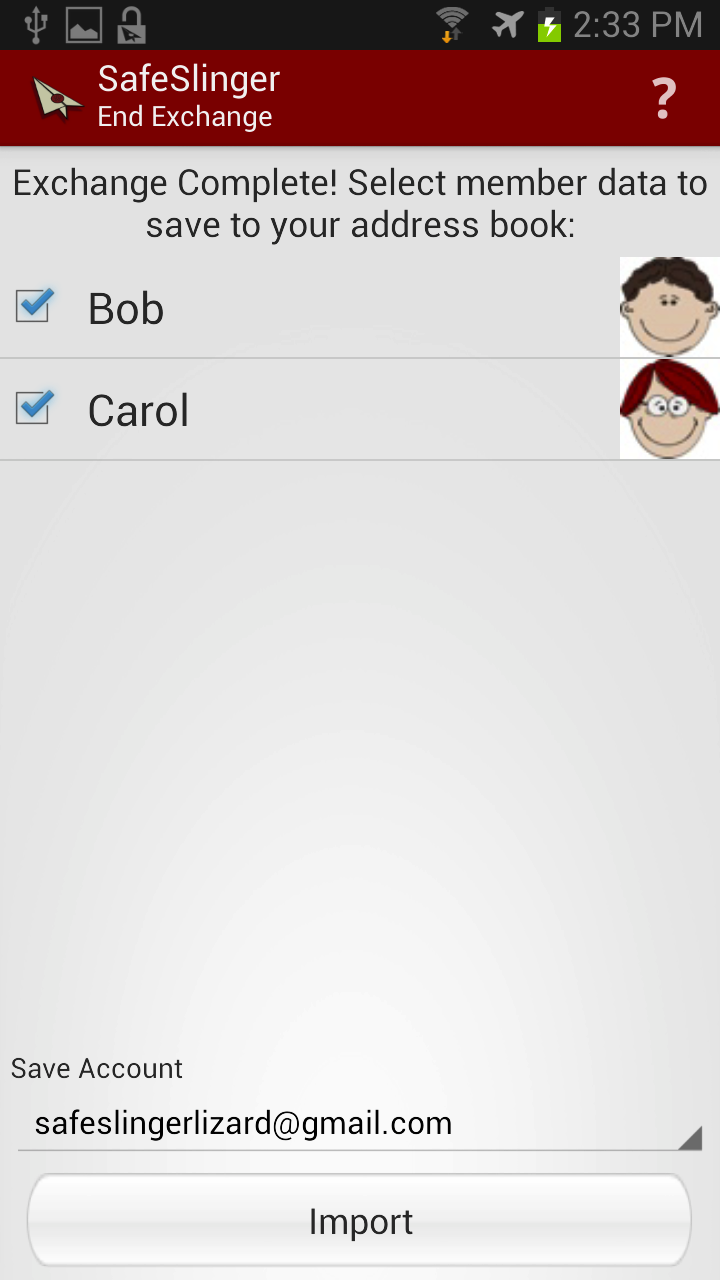 2:33 PM
SafeSlinger
End Exchange
?
Exchange Complete! Select member data to
save to your address book:
Bob
Carol
Save Account
safeslingerlizard@gmail.com
Import